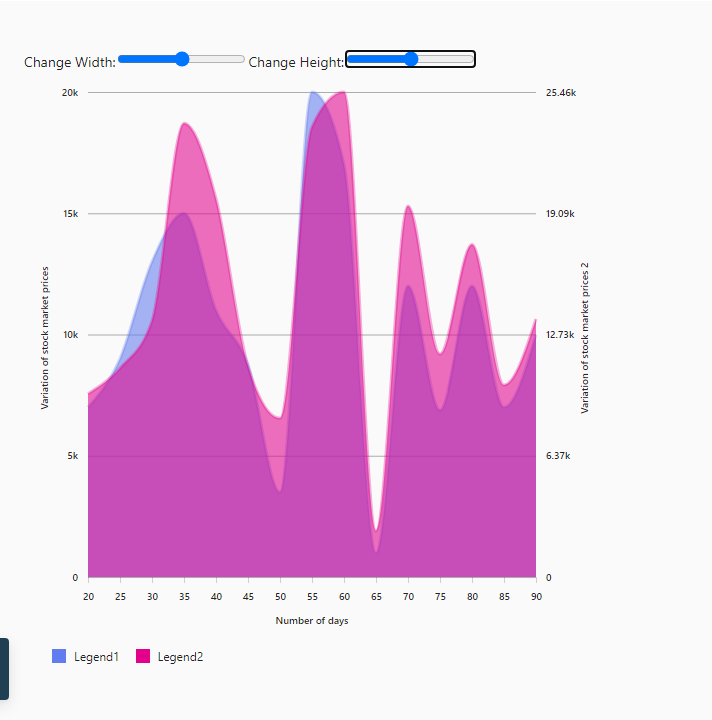 Change Width: Change Height:
20k 25.46k
15k 19.09k
10k 12.73k
5k 6.37k
0 0
Variation of stock market prices
Variation of stock market prices 2
20 25 30 35 40 45 50 55 60 65 70 75 80 85 90
Number of days
Legend1 Legend2